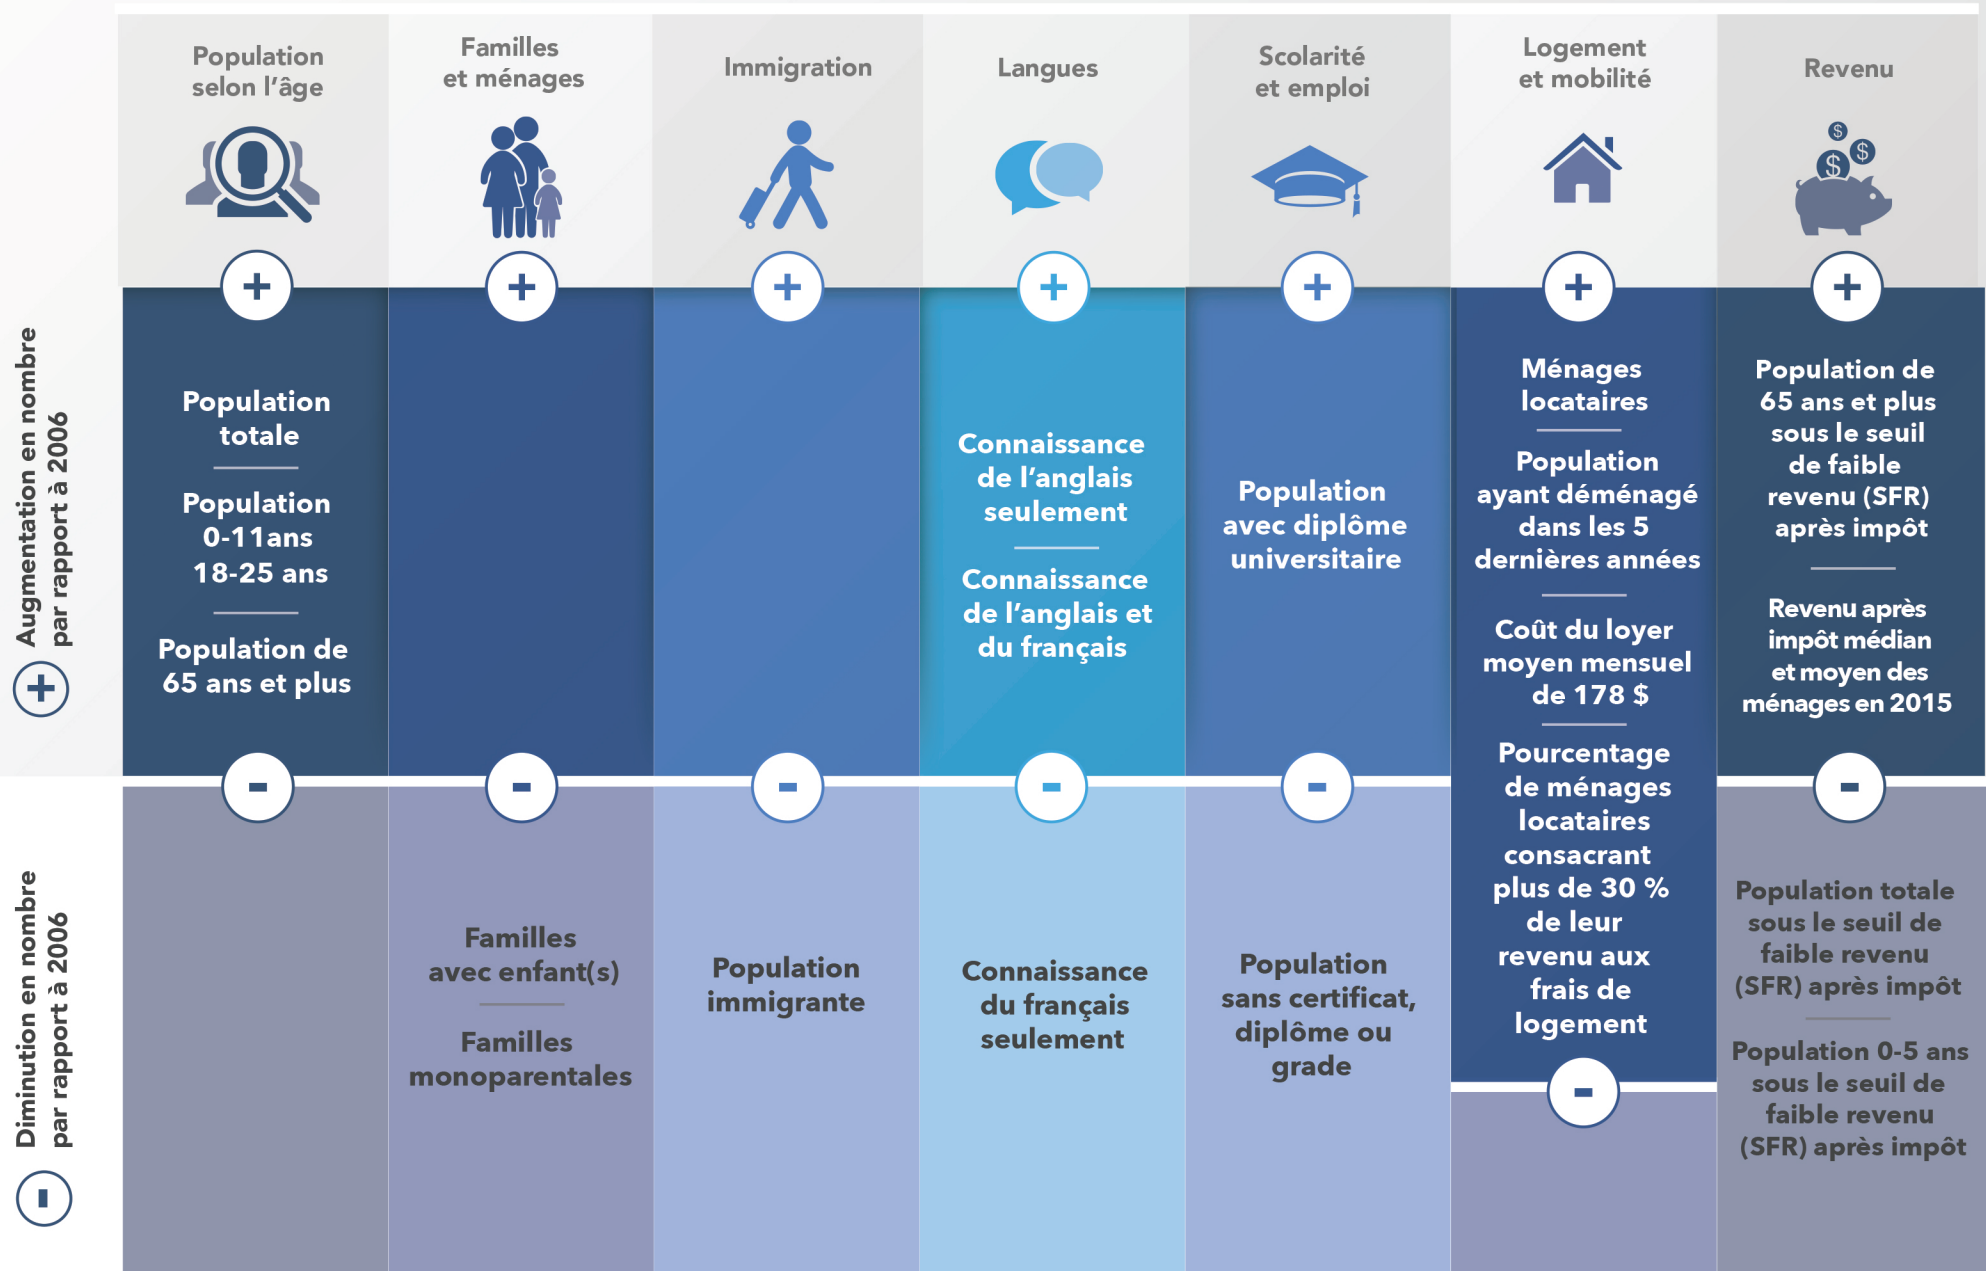 Population
selon l'âge
Familles
et ménages
Immigration
Langues
Scolarité
et emploi
Logement
et mobilité
Revenu
$
$
$
+
+
+
+
+
+
+
Augmentation en nombre
par rapport à 2006
+
Population
totale
Population
0-11ans
18-25 ans
Population de
65 ans et plus
Connaissance
de l'anglais
seulement
Connaissance
de l'anglais et
du français
Population
avec diplôme
universitaire
Ménages
locataires
Population
ayant déménagé
dans les 5
dernières années
Coût du loyer
moyen mensuel
de 178 $
Pourcentage
de ménages
locataires
consacrant
plus de 30 %
de leur
revenu aux
frais de
logement
Population de
65 ans et plus
sous le seuil
de faible
revenu (SFR)
après impôt
Revenu après
impôt médian
et moyen des
ménages en 2015
-
-
-
-
-
-
-
Diminution en nombre
par rapport à 2006
-
Familles
avec enfant(s)
Familles
monoparentales
Population
immigrante
Connaissance
du français
seulement
Population
sans certificat,
diplôme ou
grade
Population totale
sous le seuil de
faible revenu
(SFR) après impôt
Population 0-5 ans
sous le seuil de
faible revenu
(SFR) après impôt